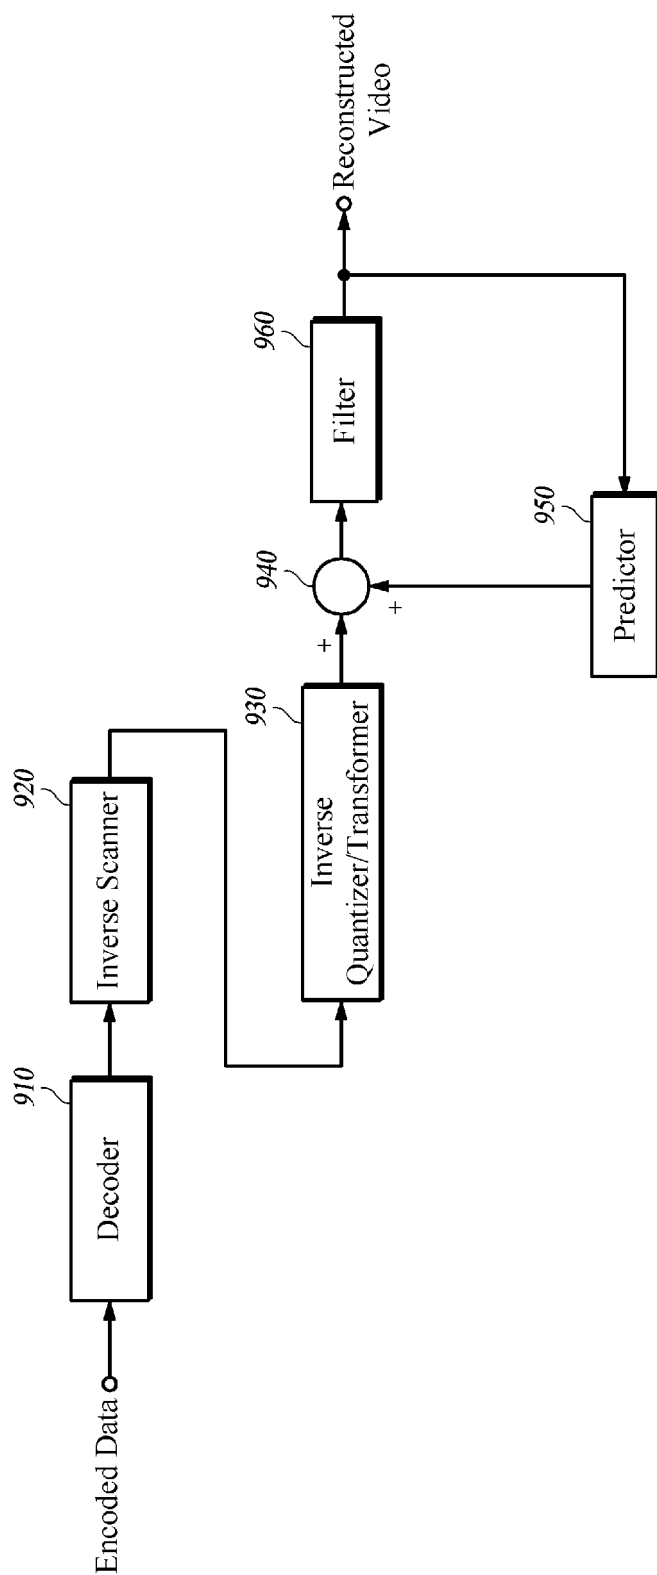 Encoded Data
910
Decoder
920
Inverse Scanner
930
Inverse
Quantizer/Transformer
+
+
940
960
Filter
950
Predictor
Reconstructed
Video